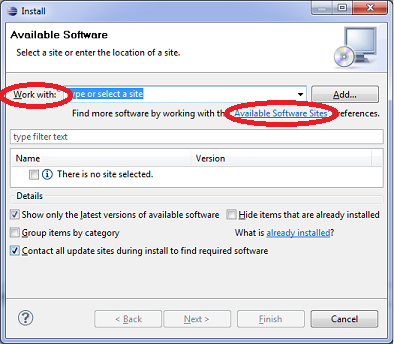 Install
Available Software
Select a site or enter the location of a site.
Work with: type or select a site Add...
Find more software by working with the Available Software Sites preferences.
type filter text
Name Version
There is no site selected.
Details
Show only the latest versions of available software Hide items that are already installed
Group items by category What is already installed?
Contact all update sites during install to find required software
? < Back Next > Finish Cancel